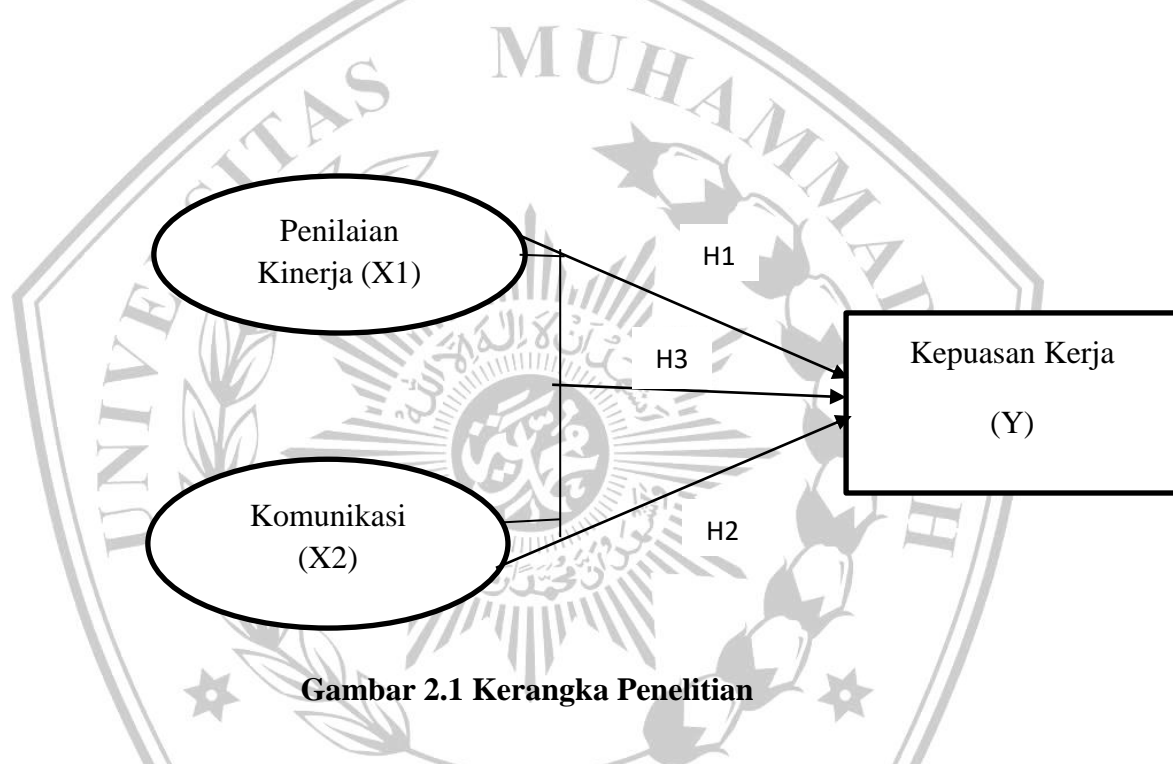 UNIVERSITAS MUHAMMADIYAH
Penilaian
Kinerja (X1)
H1
Kepuasan Kerja
(Y)
H3
Komunikasi
(X2)
H2
Gambar 2.1 Kerangka Penelitian